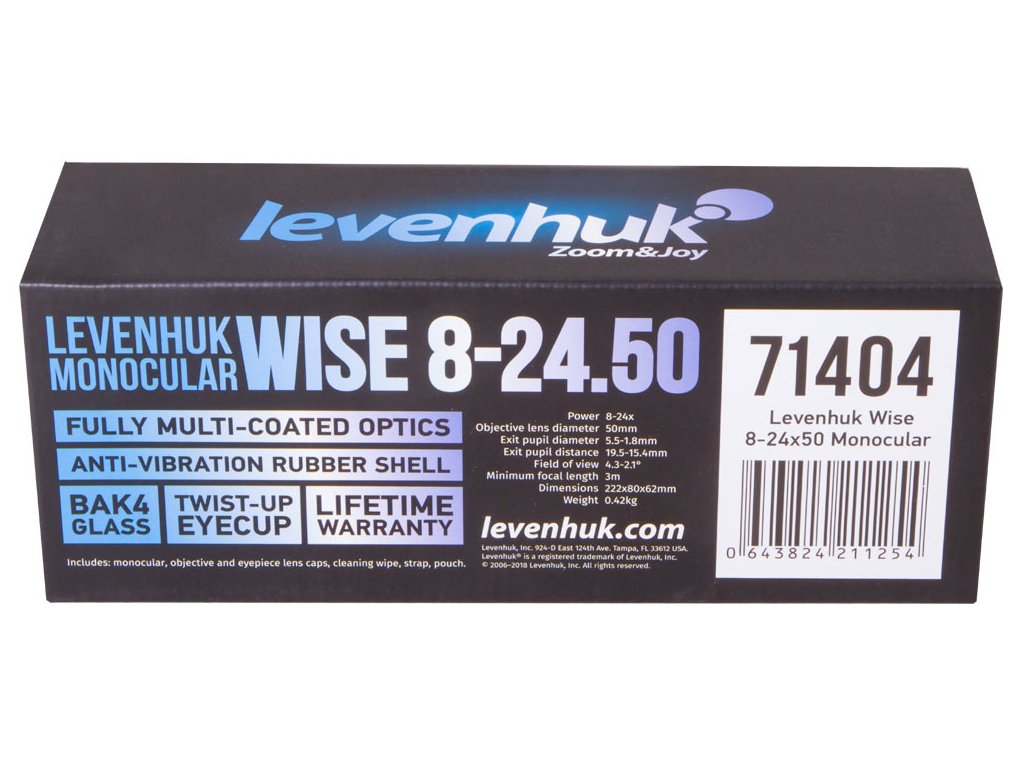 levenhuk
Zoom&Joy
LEVENHUK
MONOCULAR
WISE 8-24.50
FULLY MULTI-COATED OPTICS
ANTI-VIBRATION RUBBER SHELL
BAK4
GLASS
TWIST-UP
EYECUP
LIFETIME
WARRANTY
Includes: monocular, objective and eyepiece lens caps, cleaning wipe, strap, pouch.
Power 8-24x
Objective lens diameter 50mm
Exit pupil diameter 5.5-1.8mm
Exit pupil distance 19.5-15.4mm
Field of view 4.3-2.1°
Minimum focal length 3m
Dimensions 222x80x62mm
Weight 0.42kg
levenhuk.com
Levenhuk, Inc. 924-D East 124th Ave. Tampa, FL 33612 USA.
Levenhuk® is a registered trademark of Levenhuk, Inc.
© 2006-2018 Levenhuk, Inc. All rights reserved.
71404
Levenhuk Wise
8-24x50 Monocular
0 643824 211254